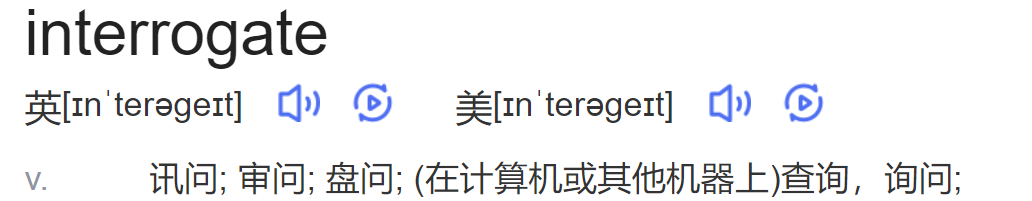 interrogate
英[ɪnˈterəɡeɪt] 美[ɪnˈterəɡeɪt]
v. 讯问; 审问; 盘问; (在计算机或其他机器上)查询，询问;